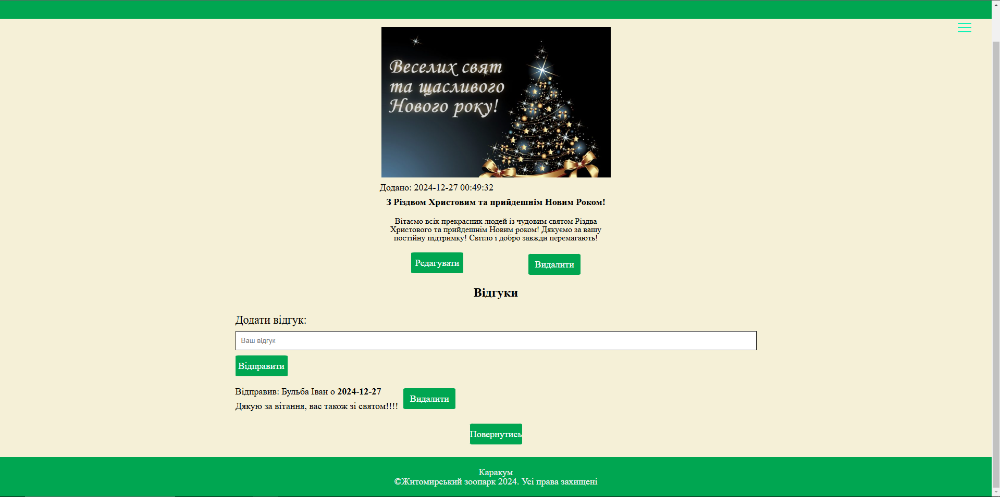 Веселих свят
та щасливого
Нового року!
Додано: 2024-12-27 00:49:32
З Різдвом Христовим та прийдешнім Новим Роком!
Вітаємо всіх прекрасних людей із чудовим святом Різдва
Христового та прийдешнім Новим роком! Дякуємо за вашу
постійну підтримку! Світло і добро завжди перемагають!
Редагувати
Видалити
Відгуки
Додати відгук:
Ваш відгук
Відправити
Відправив: Бульба Іван о 2024-12-27
Дякую за вітання, вас також зі святом!!!!
Видалити
Повернутись
Каракум
©Житомирський зоопарк 2024. Усі права захищені